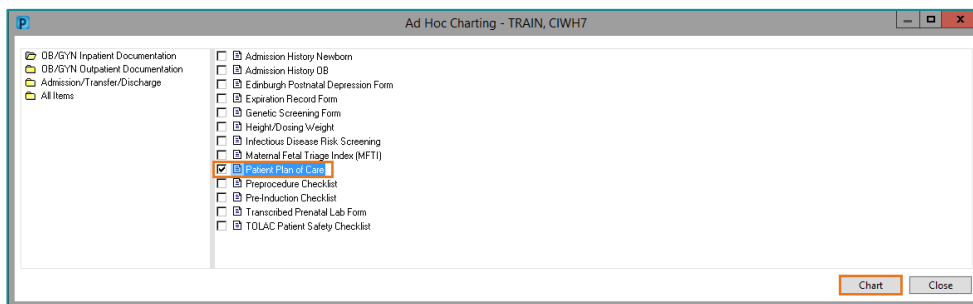 P
Ad Hoc Charting - TRAIN, CIWH7
OB/GYN Inpatient Documentation
OB/GYN Outpatient Documentation
Admission/Transfer/Discharge
All Items
Admission History Newborn
Admission History OB
Edinburgh Postnatal Depression Form
Expiration Record Form
Genetic Screening Form
Height/Dosing Weight
Infectious Disease Risk Screening
Maternal Fetal Triage Index (MFTI)
Patient Plan of Care
Preprocedure Checklist
Pre-Induction Checklist
Transcribed Prenatal Lab Form
TOLAC Patient Safety Checklist
Chart
Close